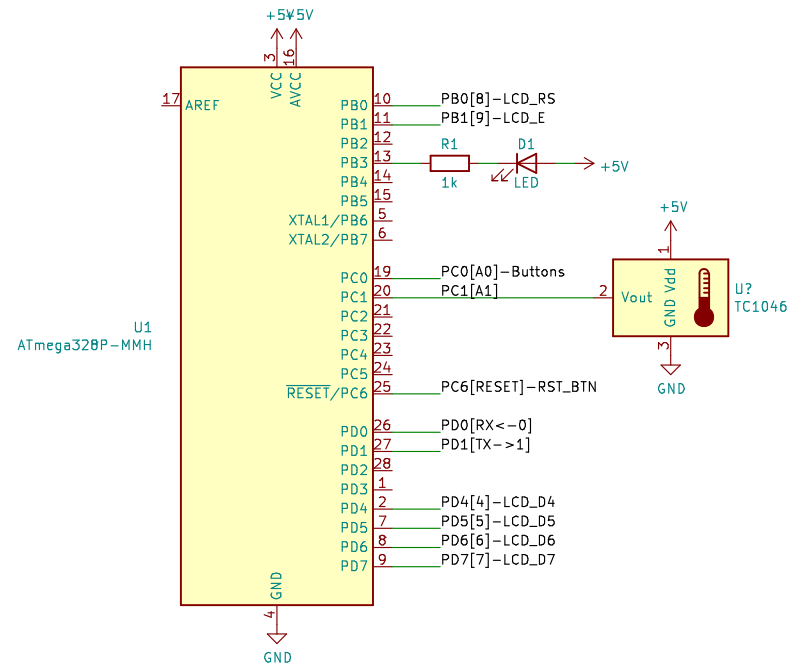 +5V +5V
3
16
VCC
AVCC
17
AREF
PB0
10
PB0[8]-LCD_RS
PB1
11
PB1[9]-LCD_E
PB2
12
PB3
13
R1
1k
D1
LED
+5V
PB4
14
PB5
15
XTAL1/PB6
5
XTAL2/PB7
6
PC0
19
PC0[A0]-Buttons
PC1
20
PC1[A1]
PC2
21
PC3
22
PC4
23
PC5
24
RESET/PC6
25
PC6[RESET]-RST_BTN
PD0
26
PD0[RX<-0]
PD1
27
PD1[TX->1]
PD2
28
PD3
1
PD4
2
PD4[4]-LCD_D4
PD5
7
PD5[5]-LCD_D5
PD6
8
PD6[6]-LCD_D6
PD7
9
PD7[7]-LCD_D7
U1
ATmega328P-MMH
GND
4
GND
+5V
1
Vdd
2
Vout
GND
3
GND
U?
TC1046